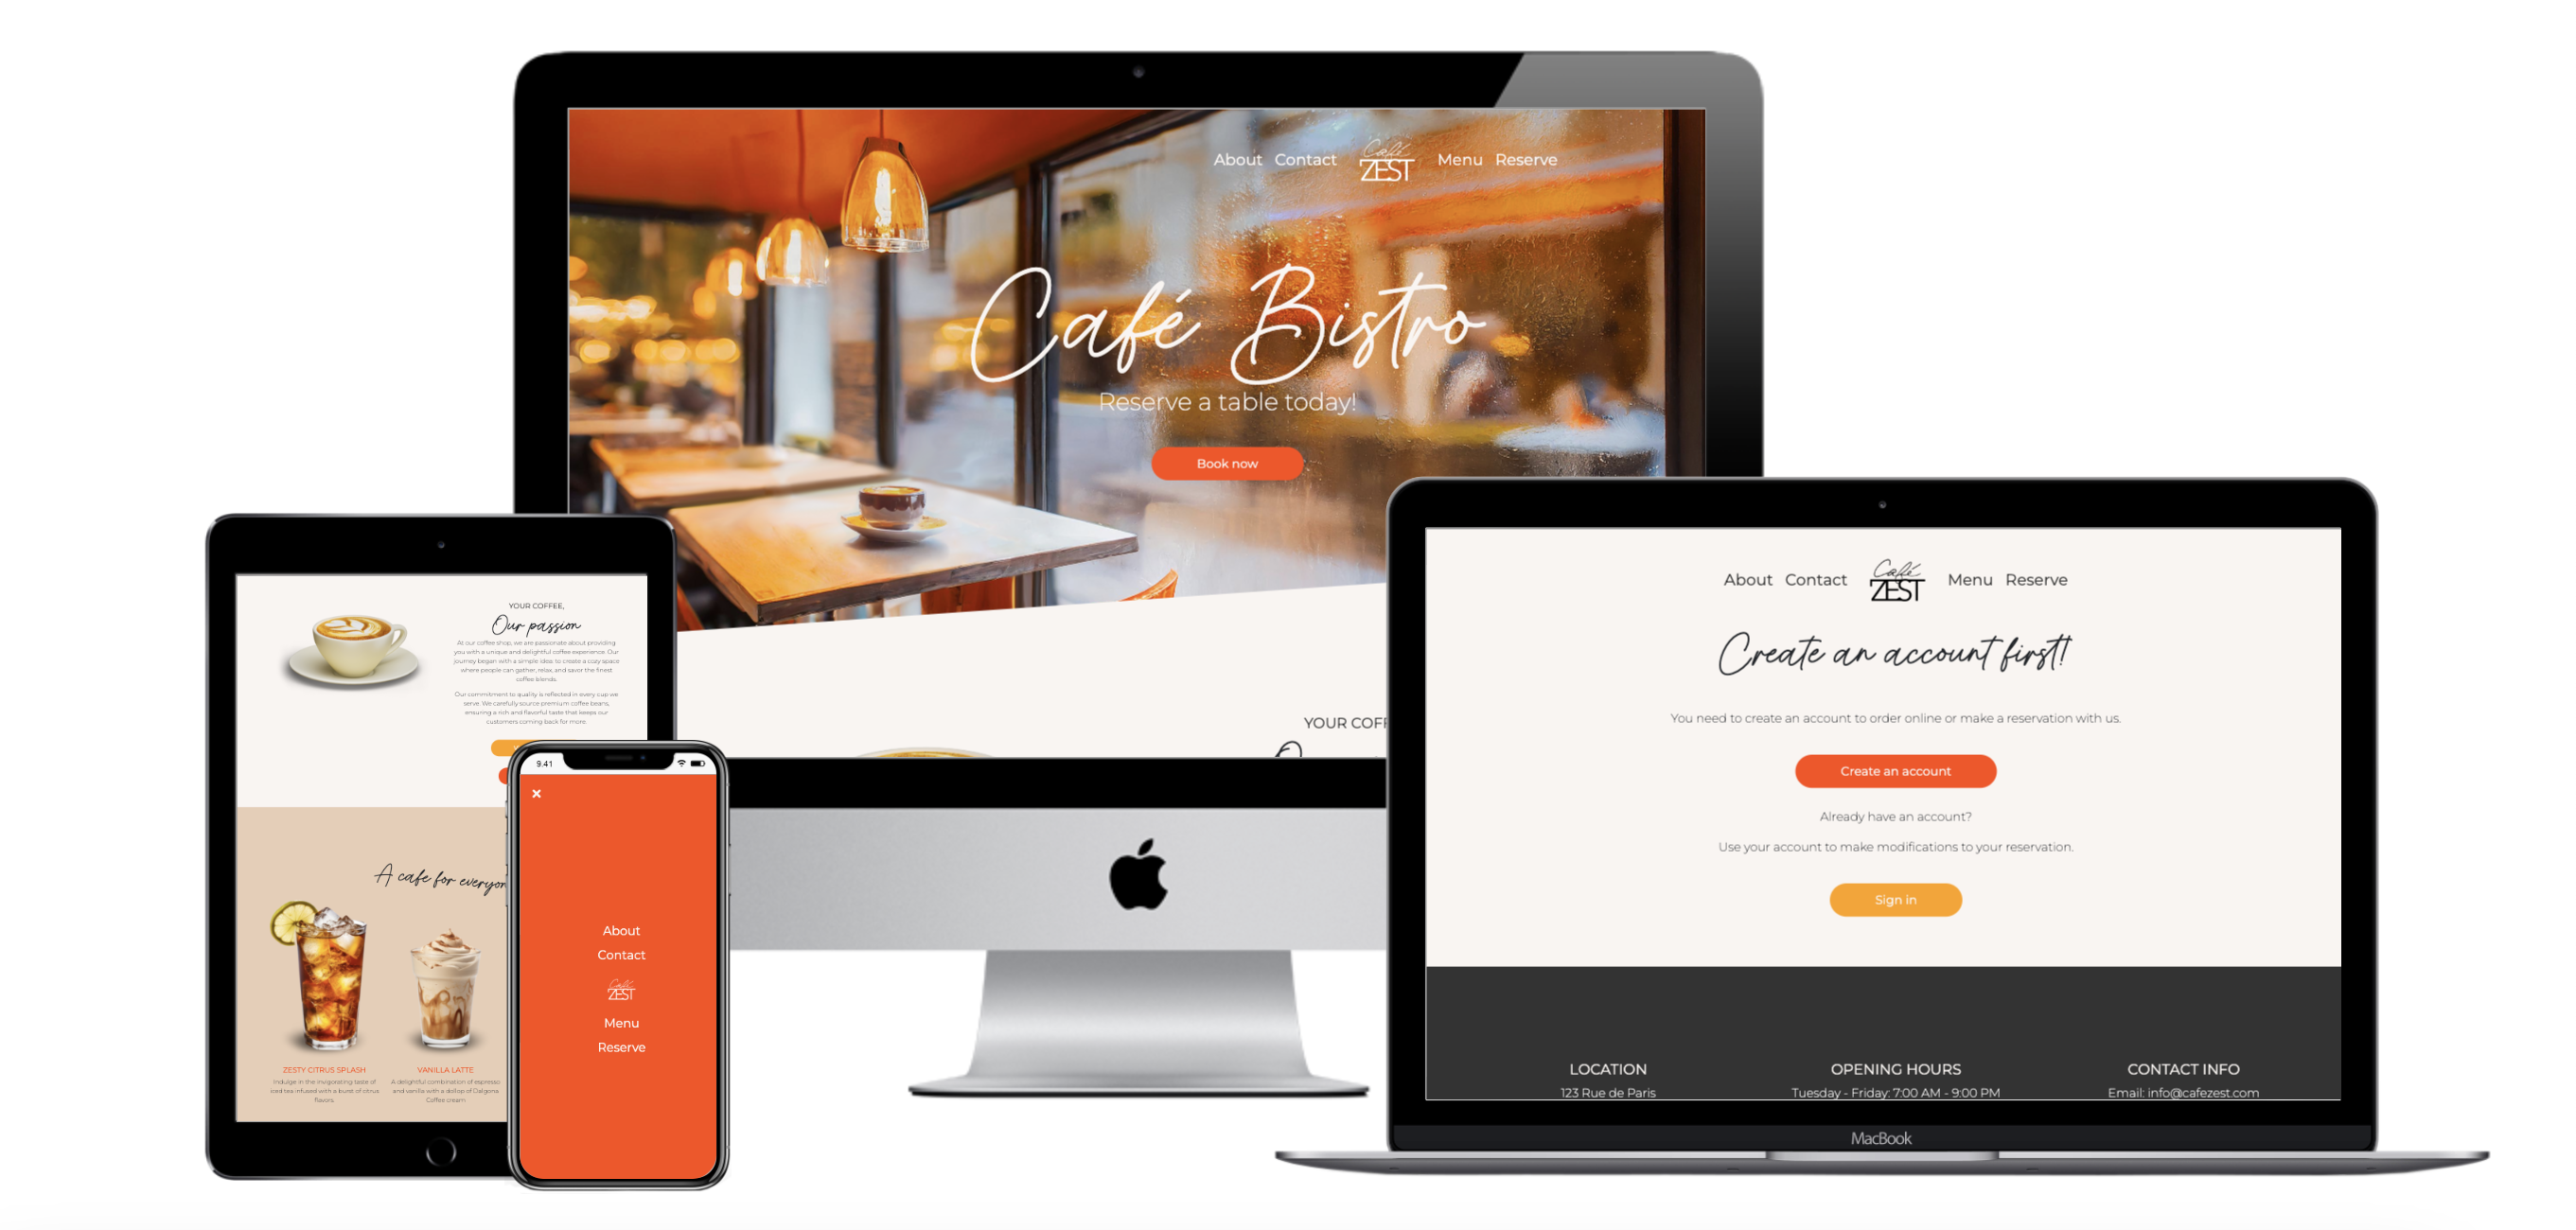 About Contact Café ZEST Menu Reserve
Café Bistro
Reserve a table today!
Book now
YOUR COFF
YOUR COFFEE,
Our passion
At our coffee shop, we are passionate about providing
you with a unique and delightful coffee experience. Our
journey began with a simple idea: to create a cozy space
where people can gather, relax, and savor the finest
coffee blends.
Our commitment to quality is reflected in every cup we
serve. We carefully source premium coffee beans,
ensuring a rich and flavorful taste that keeps our
customers coming back for more.
A cafe for everyon
ZESTY CITRUS SPLASH
Indulge in the invigorating taste of
iced tea infused with a burst of citrus
flavors.
VANILLA LATTE
A delightful combination of espresso
and vanilla with a dollop of Dalgona
Coffee cream.
9:41
×
About
Contact
Café
ZEST
Menu
Reserve
About Contact Café ZEST Menu Reserve
Create an account first!
You need to create an account to order online or make a reservation with us.
Create an account
Already have an account?
Use your account to make modifications to your reservation.
Sign in
LOCATION
123 Rue de Paris
OPENING HOURS
Tuesday - Friday: 7:00 AM - 9:00 PM
CONTACT INFO
Email: info@cafezest.com
MacBook